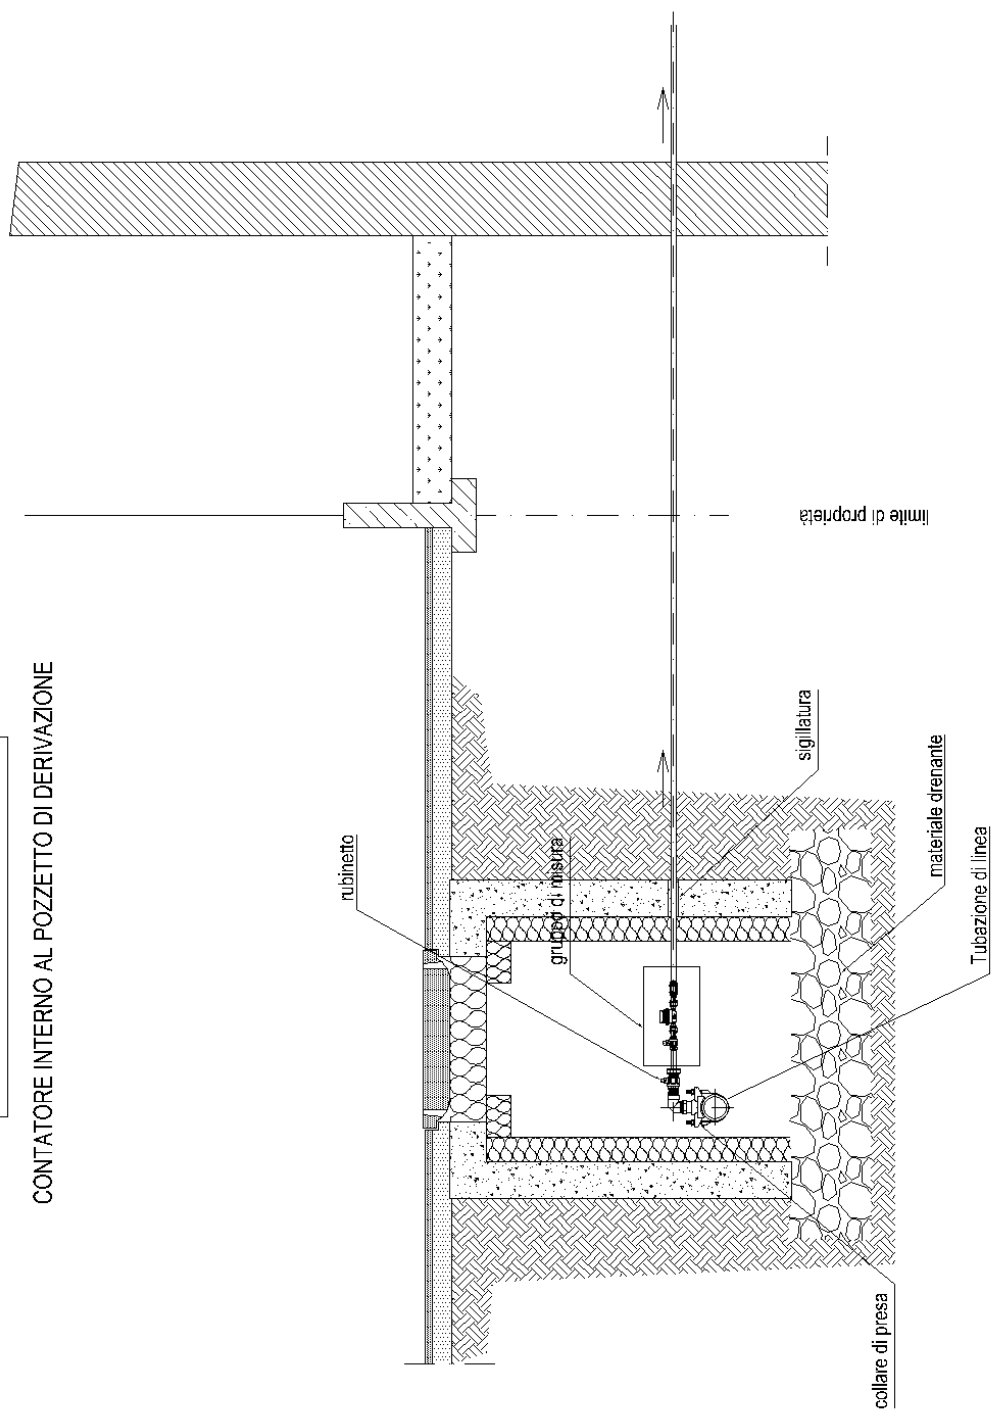 CONTATORE INTERNO AL POZZETTO DI DERIVAZIONE
rubinetto
gruppo di misura
sigillatura
limite di proprietà
materiale drenante
Tubazione di linea
collare di presa